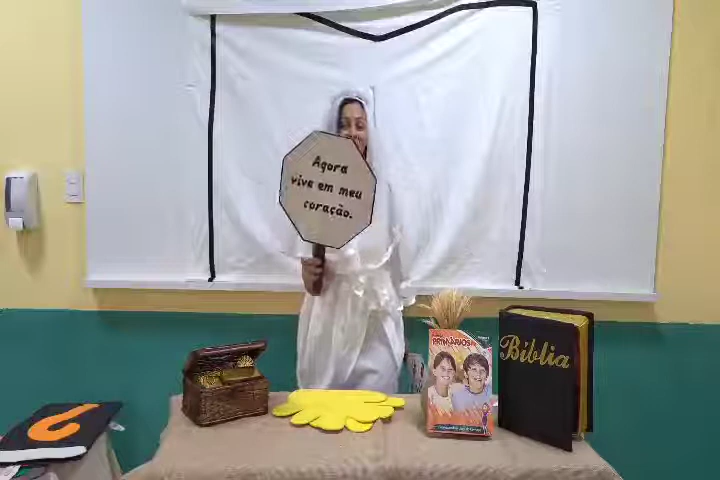 Agora
vive em meu
coração.
PRIMÁRIOS
Bíblia